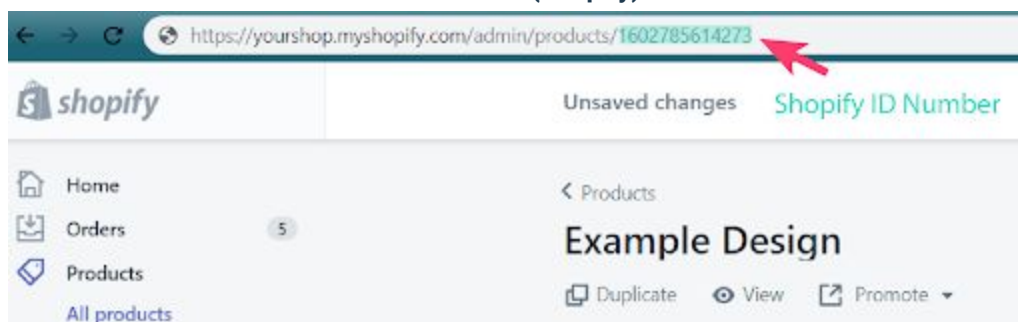 https://yourshop.myshopify.com/admin/products/1602785614273
shopify
Unsaved changes
Shopify ID Number
Home
Orders 5
Products
All products
Products
Example Design
Duplicate View Promote